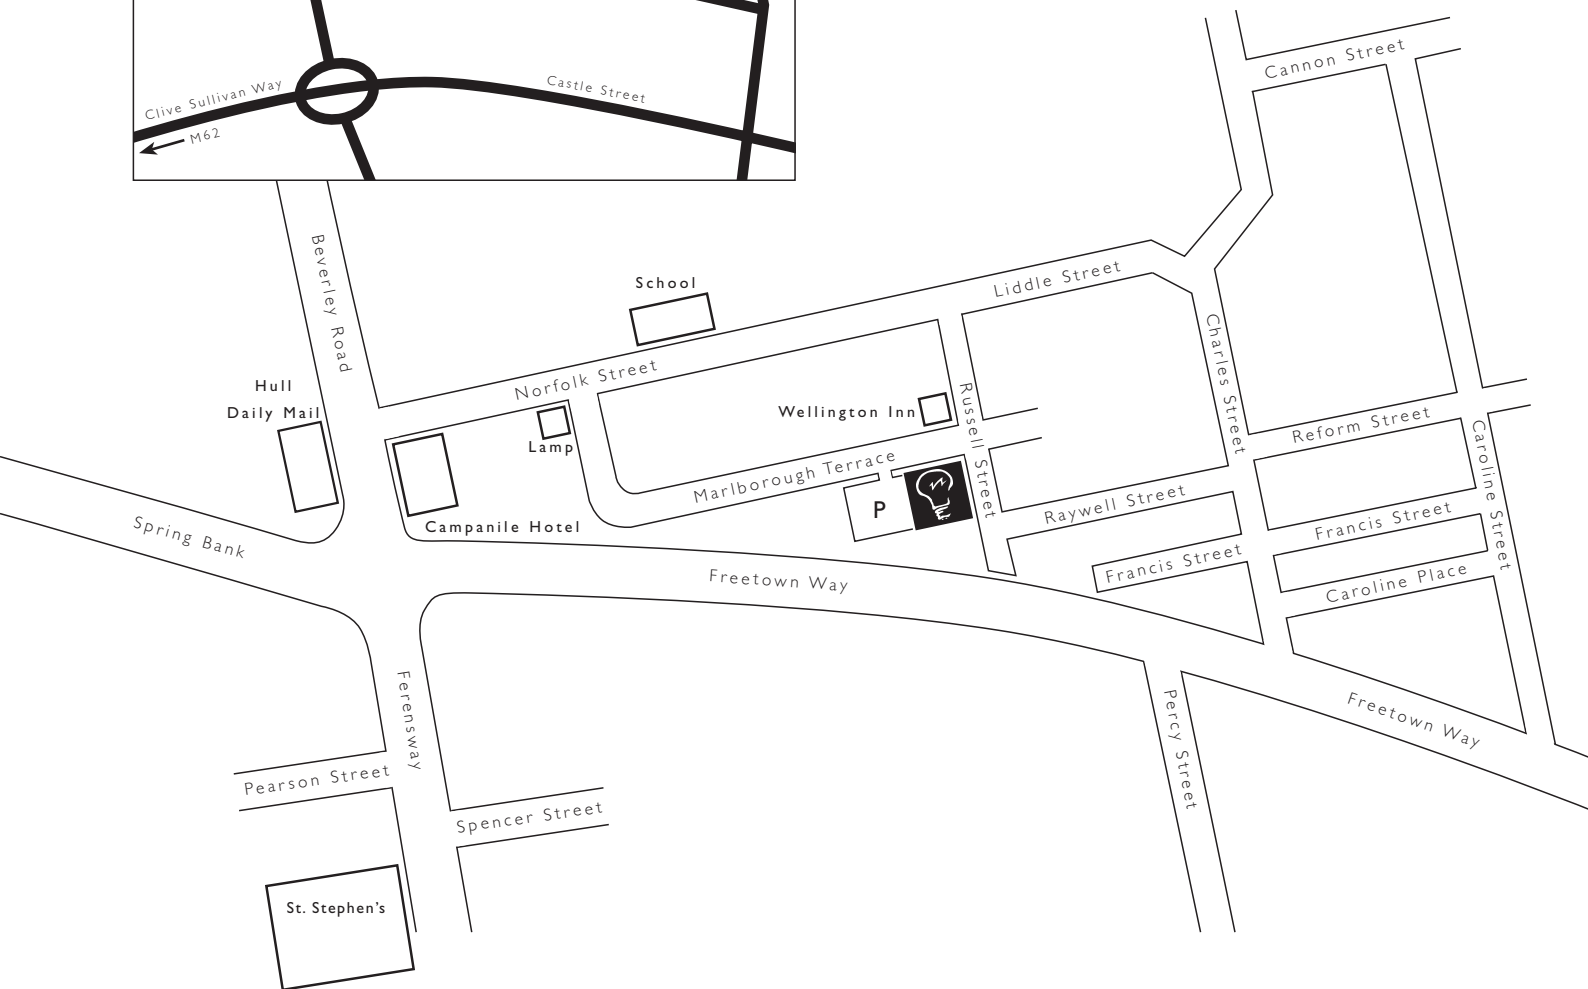 Clive Sullivan Way
Castle Street
M62
Cannon Street
Beverley Road
School
Liddle Street
Norfolk Street
Charles Street
Hull
Daily Mail
Lamp
Wellington Inn
Russell Street
Reform Street
Caroline Street
Marlborough Terrace
P
Raywell Street
Campanile Hotel
Spring Bank
Francis Street
Francis Street
Freetown Way
Caroline Place
Ferensway
Percy Street
Freetown Way
Pearson Street
Spencer Street
St. Stephen's